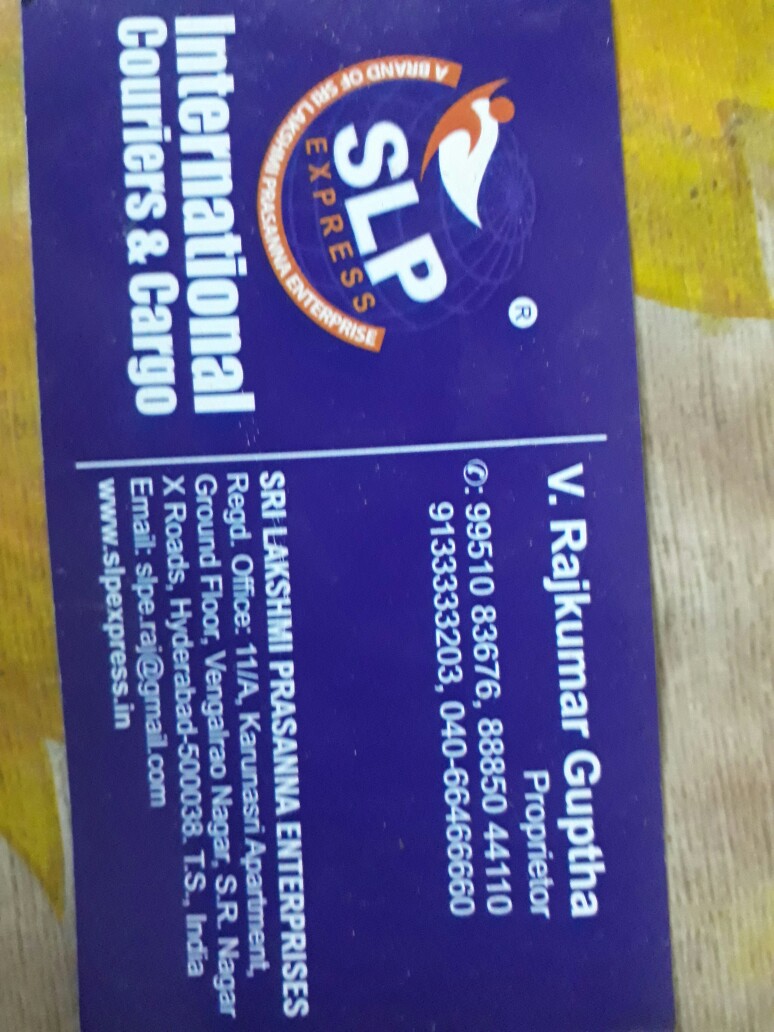 SLP
EXPRESS
®
A BRAND OF SRI LAKSHMI PRASANNA ENTERPRISE
International
Couriers & Cargo
V. Rajkumar Gupttha
Proprietor
✆: 99510 83676, 88850 44110
9133333203, 040-66466660
SRI LAKSHMI PRASANNA ENTERPRISES
Regd. Office: 11/A, Karunasri Apartment,
Ground Floor, Vengalrao Nagar, S.R. Nagar
X Roads, Hyderabad-500038. T.S., India
Email: slpe.raj@gmail.com
www.slpexpress.in